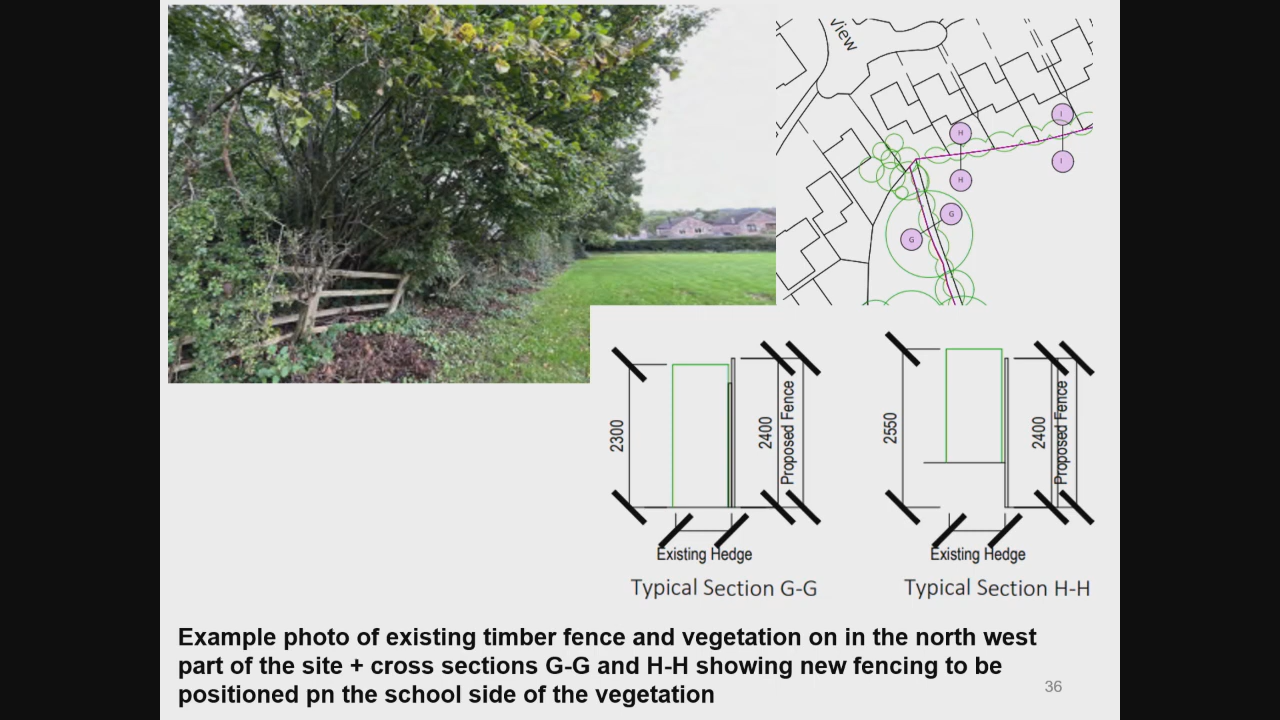 View
H
I
H
I
G
G
2300
2400
Proposed Fence
Existing Hedge
Typical Section G-G
2550
2400
Proposed Fence
Existing Hedge
Typical Section H-H
Example photo of existing timber fence and vegetation on in the north west
part of the site + cross sections G-G and H-H showing new fencing to be
positioned pn the school side of the vegetation
36